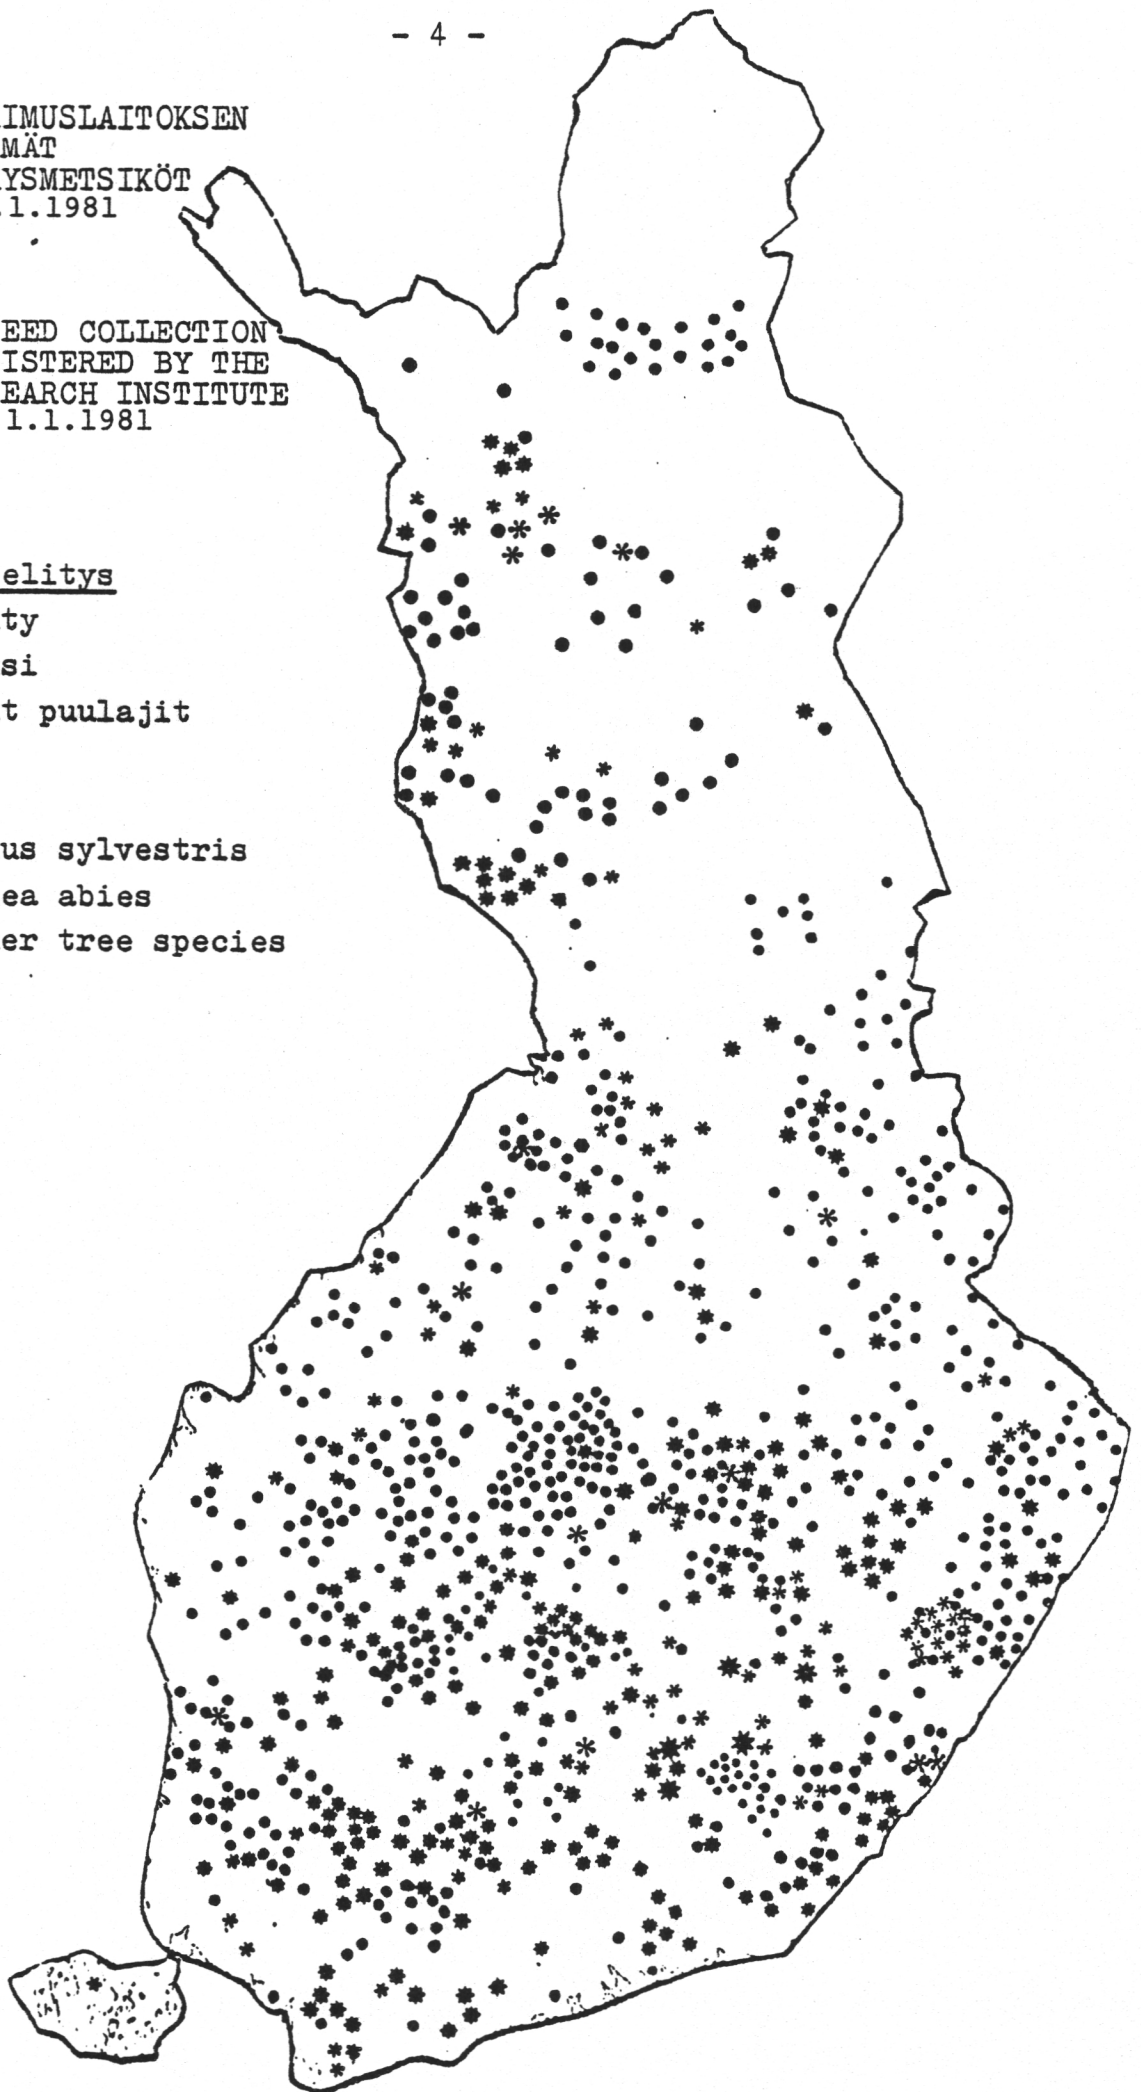 - 4 -
IMUSLAITOKSEN
MÄT
YSMETSIKÖT
.1.1981
EED COLLECTION
ISTERED BY THE
EARCH INSTITUTE
1.1.1981
elitys
ty
si
t puulajit
us sylvestris
ea abies
er tree species